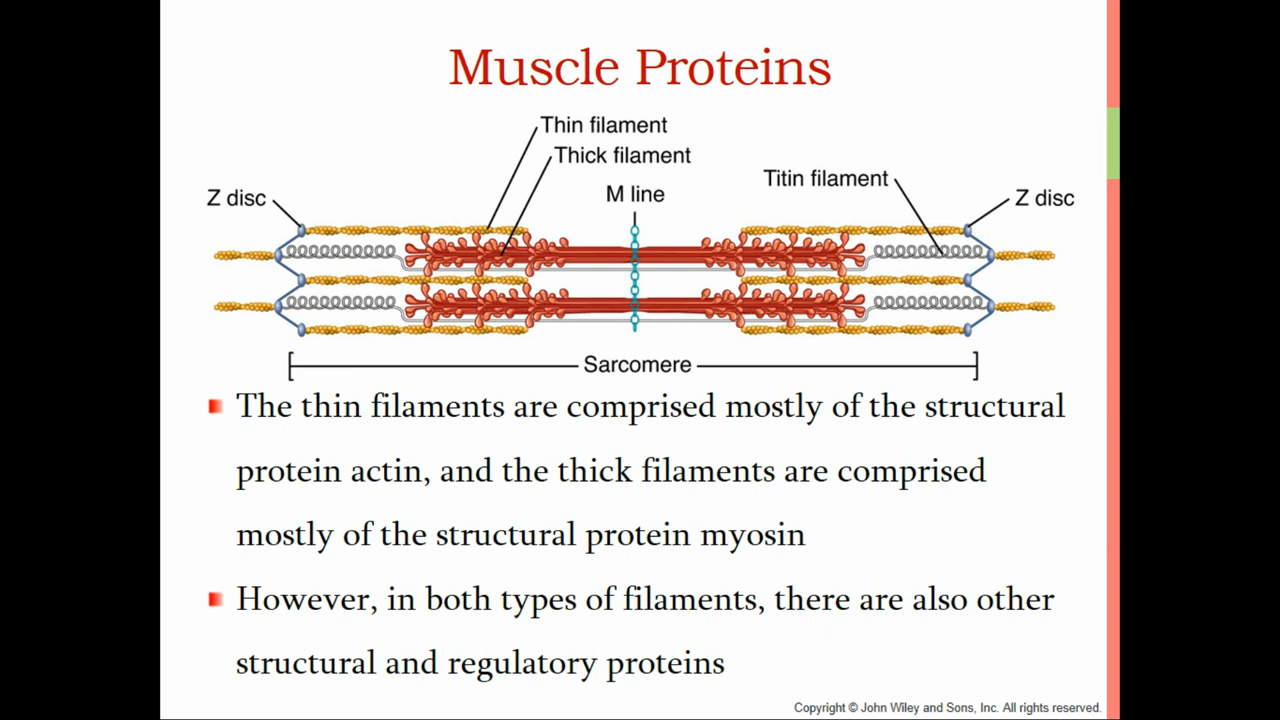 Muscle Proteins
Thin filament
Thick filament
Titin filament
M line
Z disc
Z disc
Sarcomere
The thin filaments are comprised mostly of the structural
protein actin, and the thick filaments are comprised
mostly of the structural protein myosin
However, in both types of filaments, there are also other
structural and regulatory proteins
Copyright © John Wiley and Sons, Inc. All rights reserved.